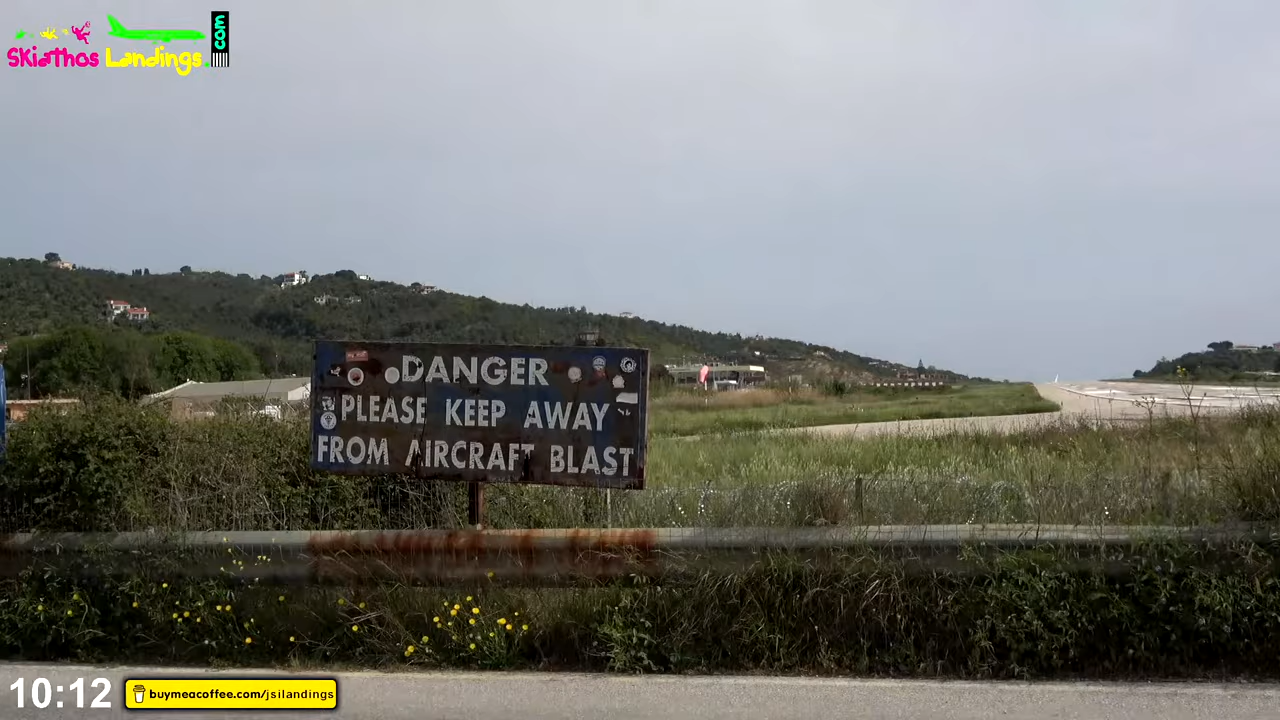 SkiaThos Landings.com
DANGER
PLEASE KEEP AWAY
FROM AIRCRAFT BLAST
10:12
buymeacoffee.com/jsilandings